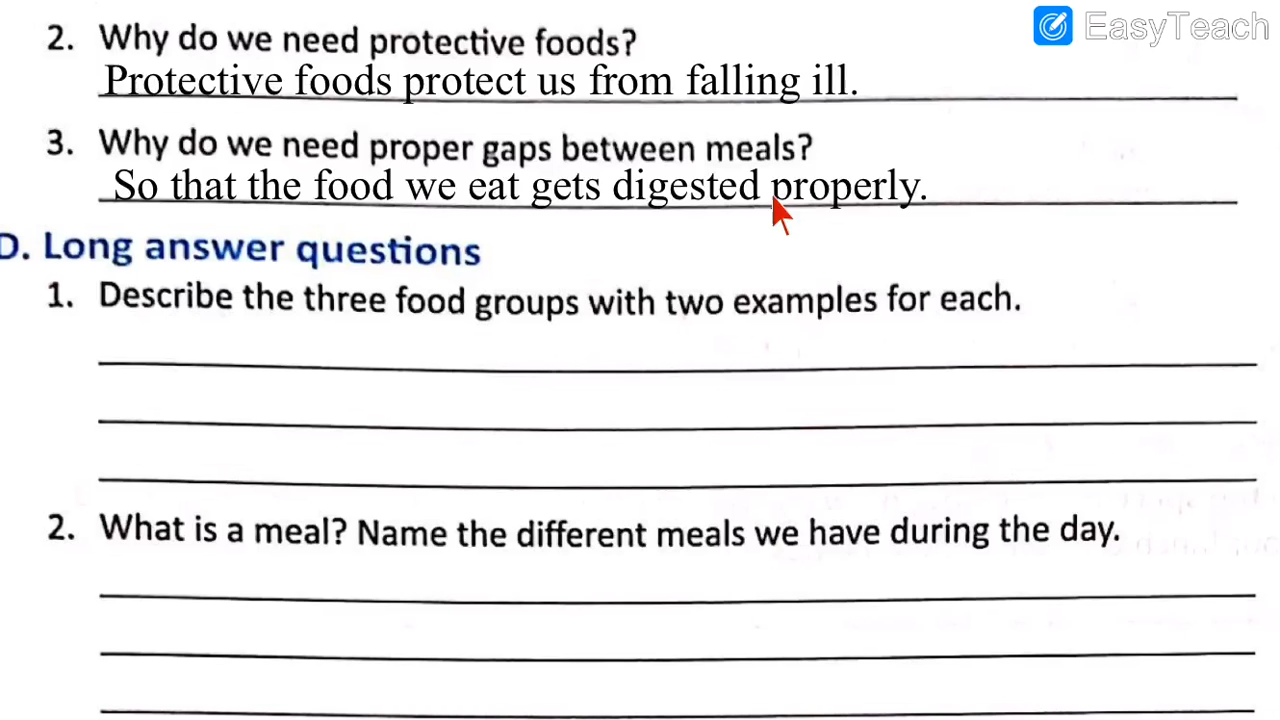 EasyTeach
2. Why do we need protective foods?
Protective foods protect us from falling ill.
3. Why do we need proper gaps between meals?
So that the food we eat gets digested properly.
D. Long answer questions
1. Describe the three food groups with two examples for each.
2. What is a meal? Name the different meals we have during the day.